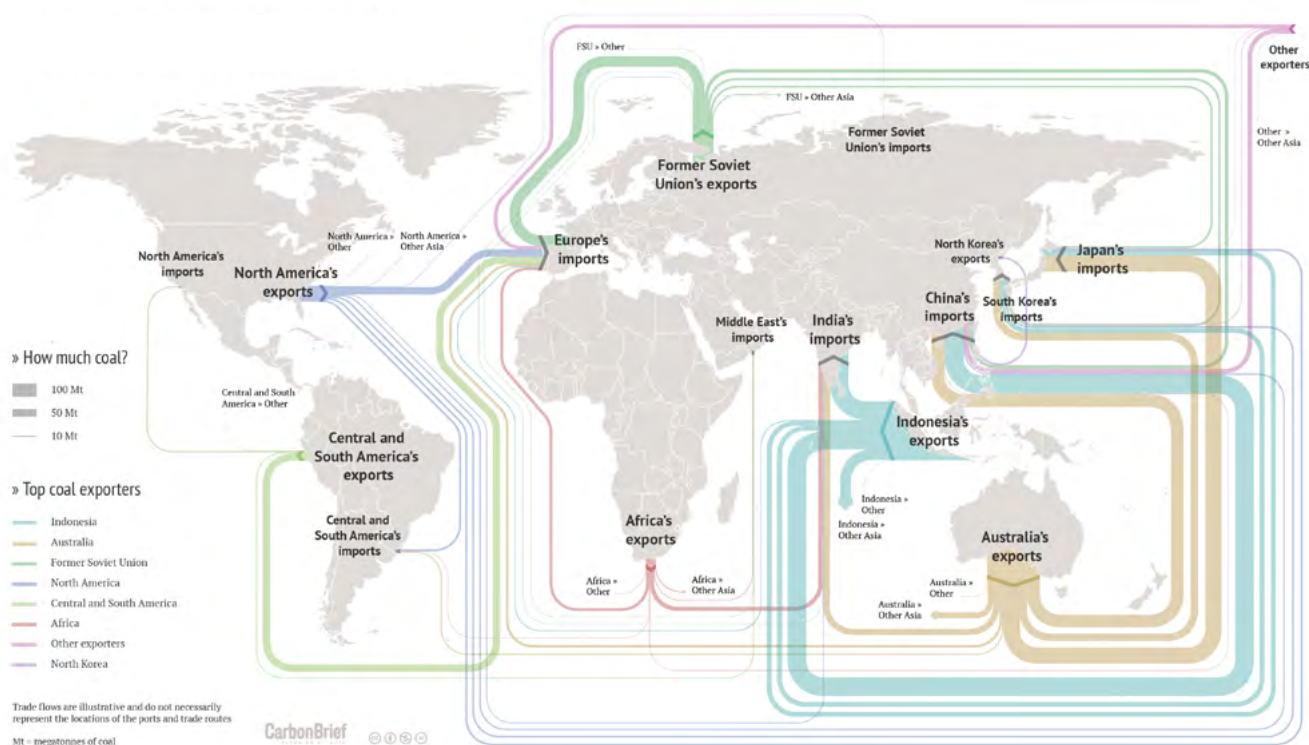 FSU » Other
Other
exporters
FSU » Other Asia
Other »
Other Asia
Former Soviet
Union's imports
Former Soviet
Union's exports
North America »
Other
North America »
Other Asia
Europe's
imports
North Korea's
exports
Japan's
imports
North America's
imports
North America's
exports
China's
imports
South Korea's
imports
Middle East's
imports
India's
imports
» How much coal?
100 Mt
50 Mt
10 Mt
Central and South
America » Other
Indonesia's
exports
Central and
South America's
exports
» Top coal exporters
Indonesia
Australia
Former Soviet Union
North America
Central and South America
Africa
Other exporters
North Korea
Indonesia »
Other
Indonesia »
Other Asia
Central and
South America's
imports
Africa's
exports
Australia's
exports
Africa »
Other
Africa »
Other Asia
Australia »
Other
Australia »
Other Asia
Trade flows are illustrative and do not necessarily
represent the locations of the ports and trade routes
Mt = megatonnes of coal
CarbonBrief